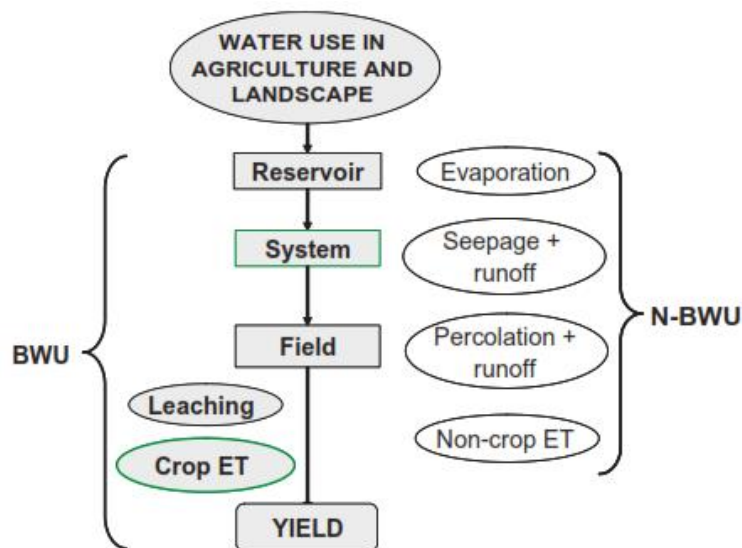 WATER USE IN
AGRICULTURE AND
LANDSCAPE
Reservoir
Evaporation
System
Seepage +
runoff
Field
Percolation +
runoff
BWU
N-BWU
Leaching
Non-crop ET
Crop ET
YIELD